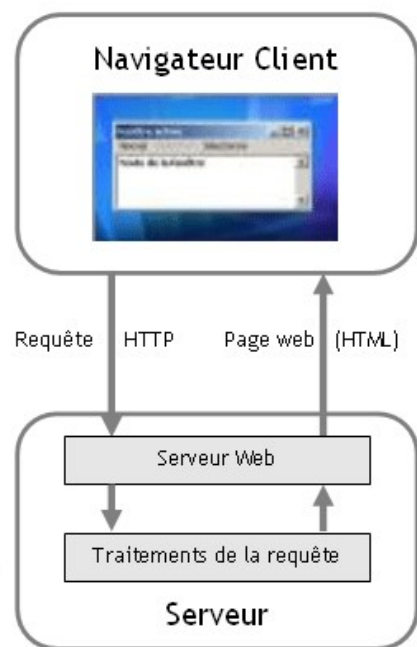 Navigateur Client
Requête HTTP
Page web (HTML)
Serveur Web
Traitements de la requête
Serveur